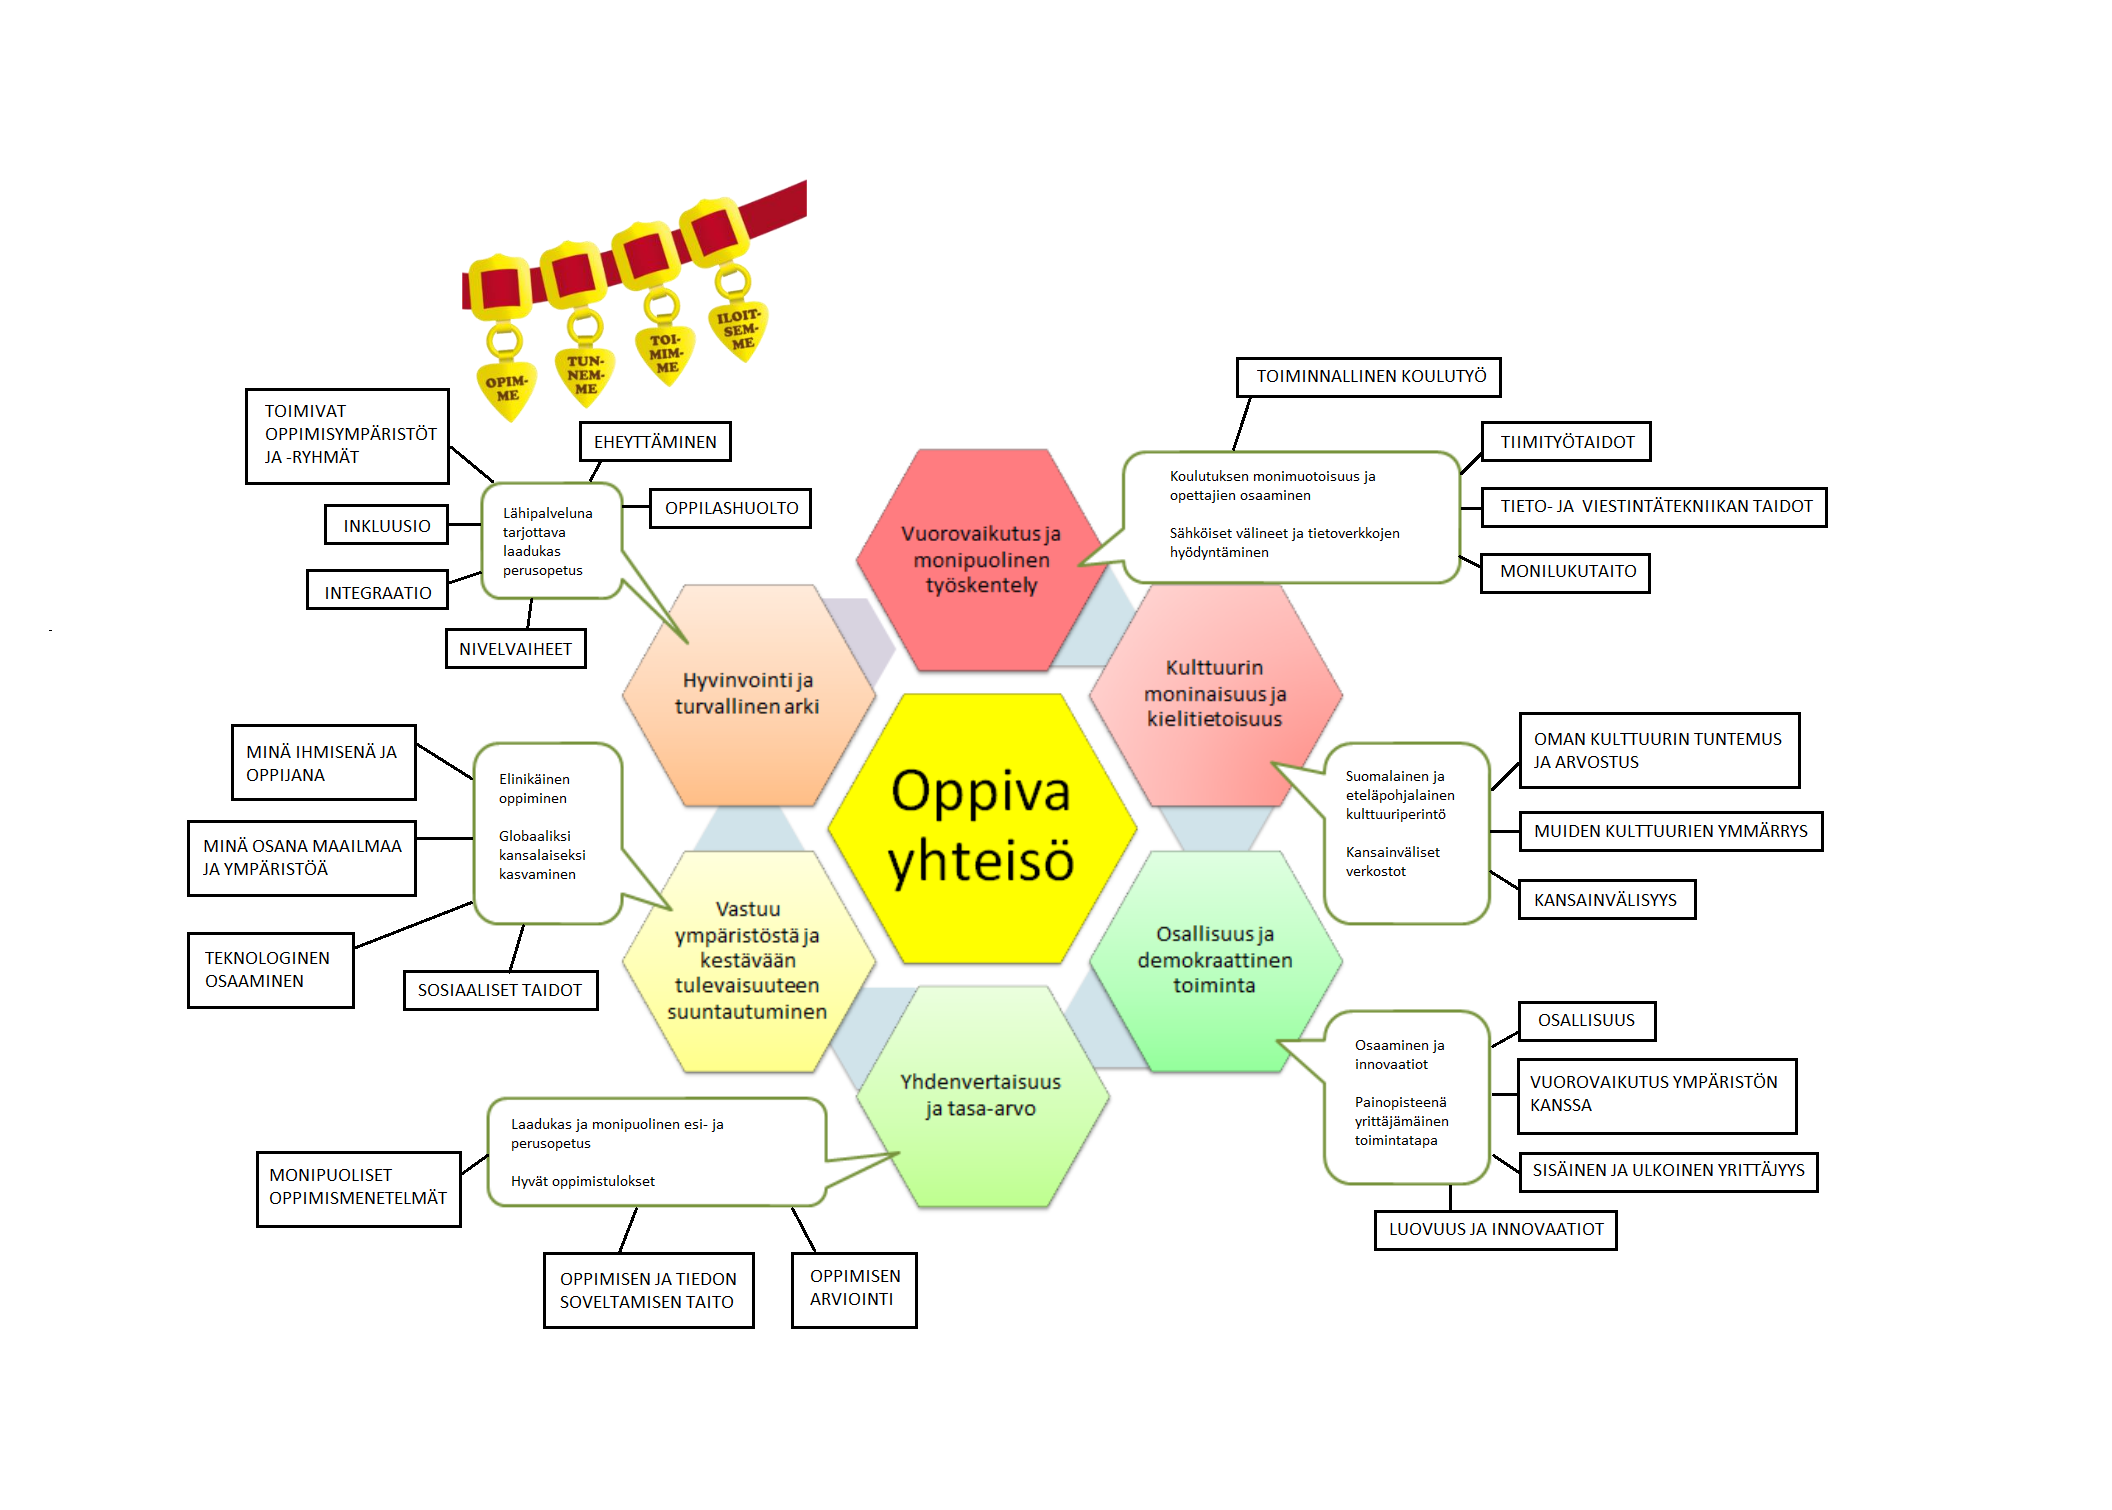 OPIM-
ME
TUN-
NEM-
ME
TOI-
MIM-
ME
ILOIT-
SEM-
ME
TOIMIVAT
OPPIMISYMPÄRISTÖT
JA -RYHMÄT
EHEYTTÄMINEN
OPPILASHUOLTO
INKLUUSIO
INTEGRAATIO
NIVELVAIHEET
Lähipalveluna
tarjottava
laadukas
perusopetus
Hyvinvointi ja
turvallinen arki
Vuorovaikutus ja
monipuolinen
työskentely
TOIMINNALLINEN KOULUTYÖ
TIIMITYÖTAIDOT
TIETO- JA  VIESTINTÄTEKNIIKAN TAIDOT
MONILUKUTAITO
Koulutuksen monimuotoisuus ja
opettajien osaaminen
Sähköiset välineet ja tietoverkkojen
hyödyntäminen
Kulttuurin
moninaisuus ja
kielitietoisuus
Suomalainen ja
eteläpohjalainen
kulttuuriperintö
Kansainväliset
verkostot
OMAN KULTTUURIN TUNTEMUS
JA ARVOSTUS
MUIDEN KULTTUURIEN YMMÄRRYS
KANSAINVÄLISYYS
Oppiva
yhteisö
MINÄ IHMISENÄ JA
OPPIJANA
MINÄ OSANA MAAILMAA
JA YMPÄRISTÖÄ
TEKNOLOGINEN
OSAAMINEN
SOSIAALISET TAIDOT
Elinikäinen
oppiminen
Globaaliksi
kansalaiseksi
kasvaminen
Vastuu
ympäristöstä ja
kestävään
tulevaisuuteen
suuntautuminen
Osallisuus ja
demokraattinen
toiminta
Osaaminen ja
innovaatiot
Painopisteenä
yrittäjämäinen
toimintatapa
OSALLISUUS
VUOROVAIKUTUS YMPÄRISTÖN
KANSSA
SISÄINEN JA ULKOINEN YRITTÄJYYS
LUOVUUS JA INNOVAATIOT
Yhdenvertaisuus
ja tasa-arvo
Laadukas ja monipuolinen esi- ja
perusopetus
Hyvät oppimistulokset
MONIPUOLISET
OPPIMISMENETELMÄT
OPPIMISEN JA TIEDON
SOVELTAMISEN TAITO
OPPIMISEN
ARVIOINTI